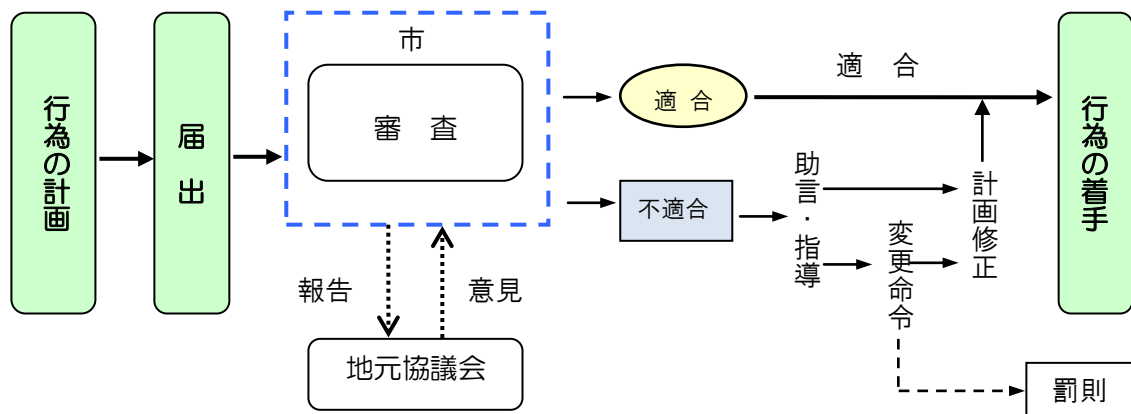 行為の計画
届出
市
審 査
報告
意見
地元協議会
適 合
不適合
適 合
助言・指導
変更命令
計画修正
行為の着手
罰則